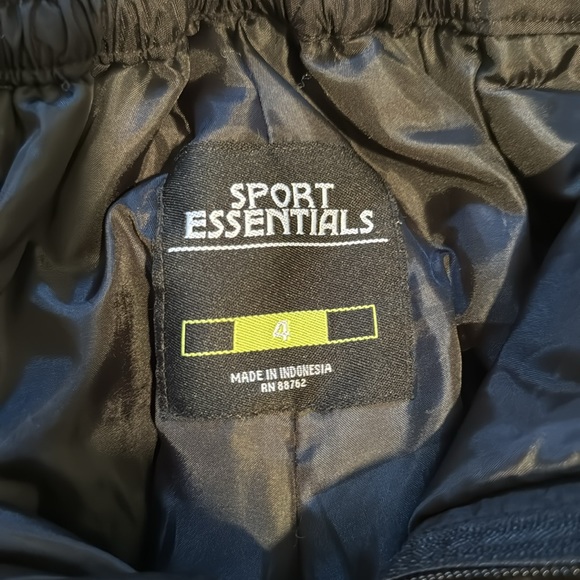 SPORT
ESSENTIALS
4
MADE IN INDONESIA
RN 88762